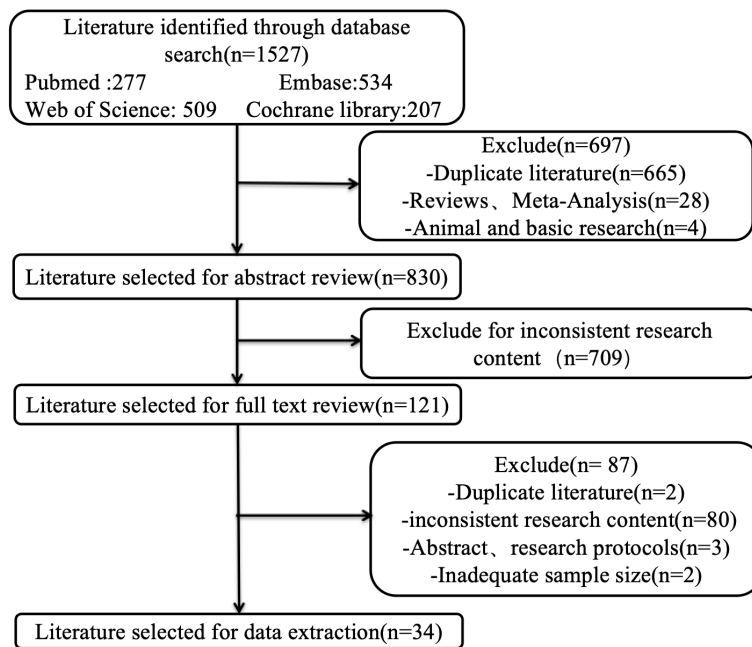 Literature identified through database
search(n=1527)
Pubmed :277 Embase:534
Web of Science: 509 Cochrane library:207
Exclude(n=697)
-Duplicate literature(n=665)
-Reviews、Meta-Analysis(n=28)
-Animal and basic research(n=4)
Literature selected for abstract review(n=830)
Exclude for inconsistent research
content（n=709）
Literature selected for full text review(n=121)
Exclude(n= 87)
-Duplicate literature(n=2)
-inconsistent research content(n=80)
-Abstract、research protocols(n=3)
-Inadequate sample size(n=2)
Literature selected for data extraction(n=34)